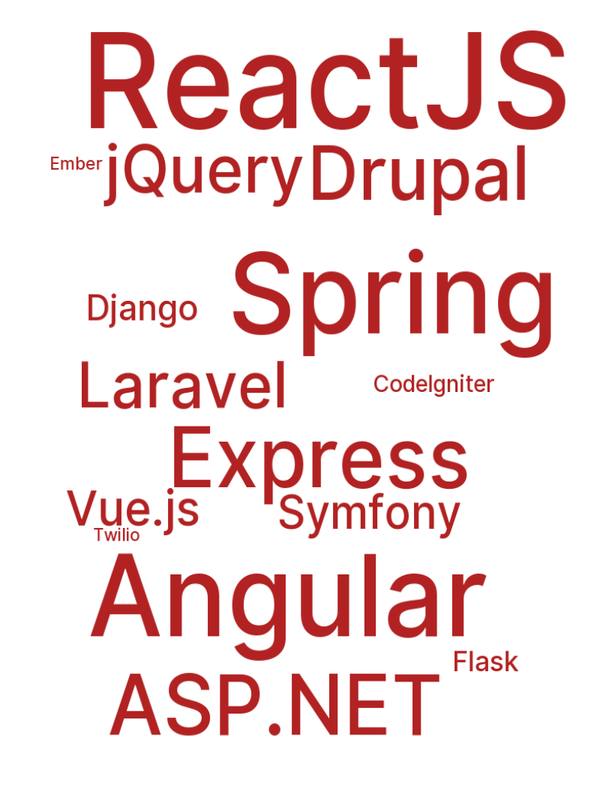 ReactJS
Ember jQuery Drupal
Spring
Django
Laravel CodeIgniter
Express
Vue.js Symfony
Twilio
Angular
Flask
ASP.NET